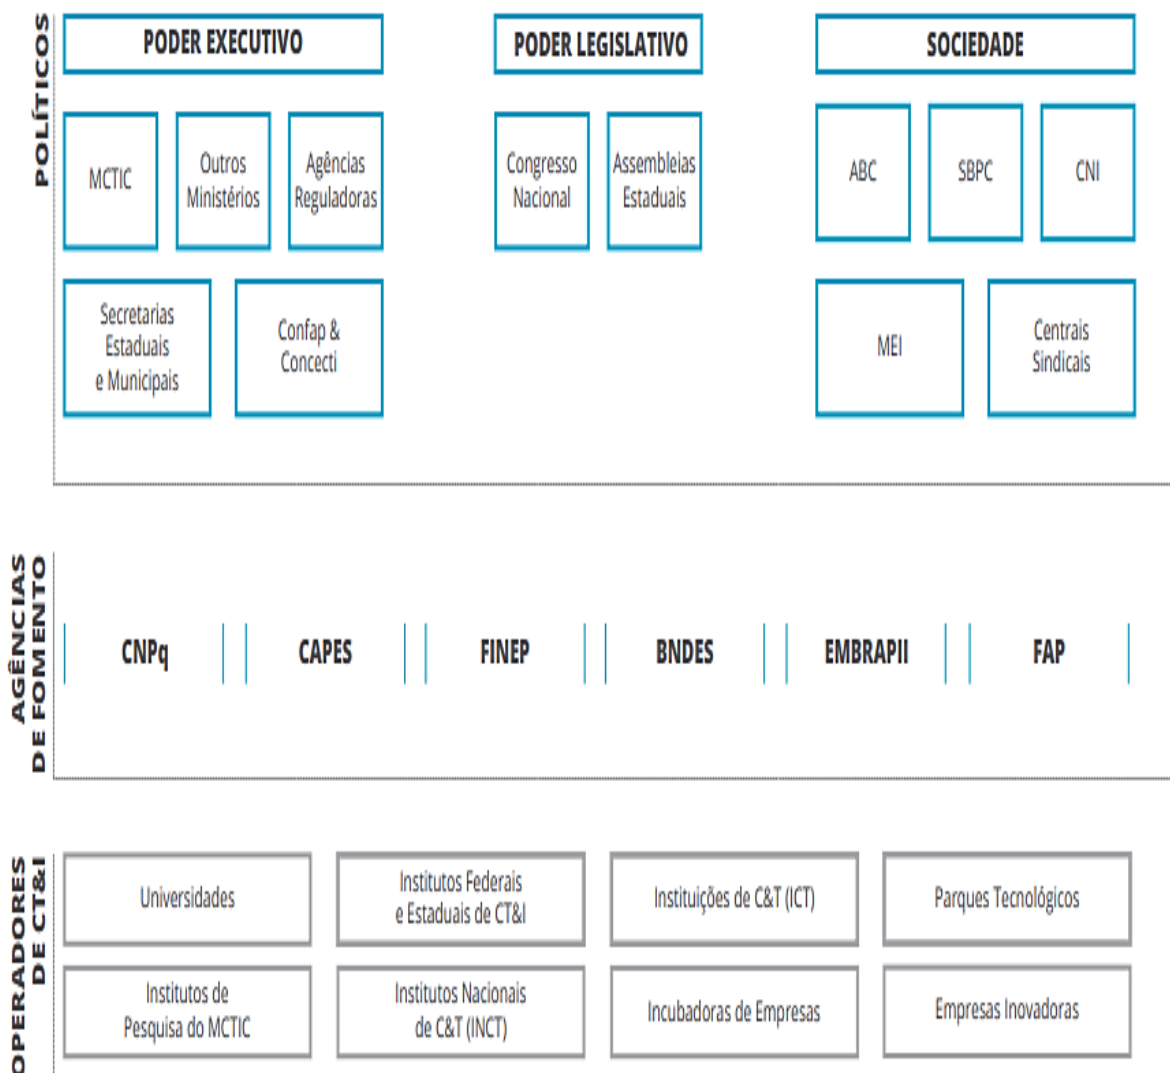 POLÍTICOS
PODER EXECUTIVO
PODER LEGISLATIVO
SOCIEDADE
MCTIC
Outros
Ministérios
Agências
Reguladoras
Congresso
Nacional
Assembleias
Estaduais
ABC
SBPC
CNI
Secretarias
Estaduais
e Municipais
Confap &
Concecti
MEI
Centrais
Sindicais
AGÊNCIAS
DE FOMENTO
CNPq
CAPES
FINEP
BNDES
EMBRAPII
FAP
OPERADORES
DE CT&I
Universidades
Institutos Federais
e Estaduais de CT&I
Instituições de C&T (ICT)
Parques Tecnológicos
Institutos de
Pesquisa do MCTIC
Institutos Nacionais
de C&T (INCT)
Incubadoras de Empresas
Empresas Inovadoras